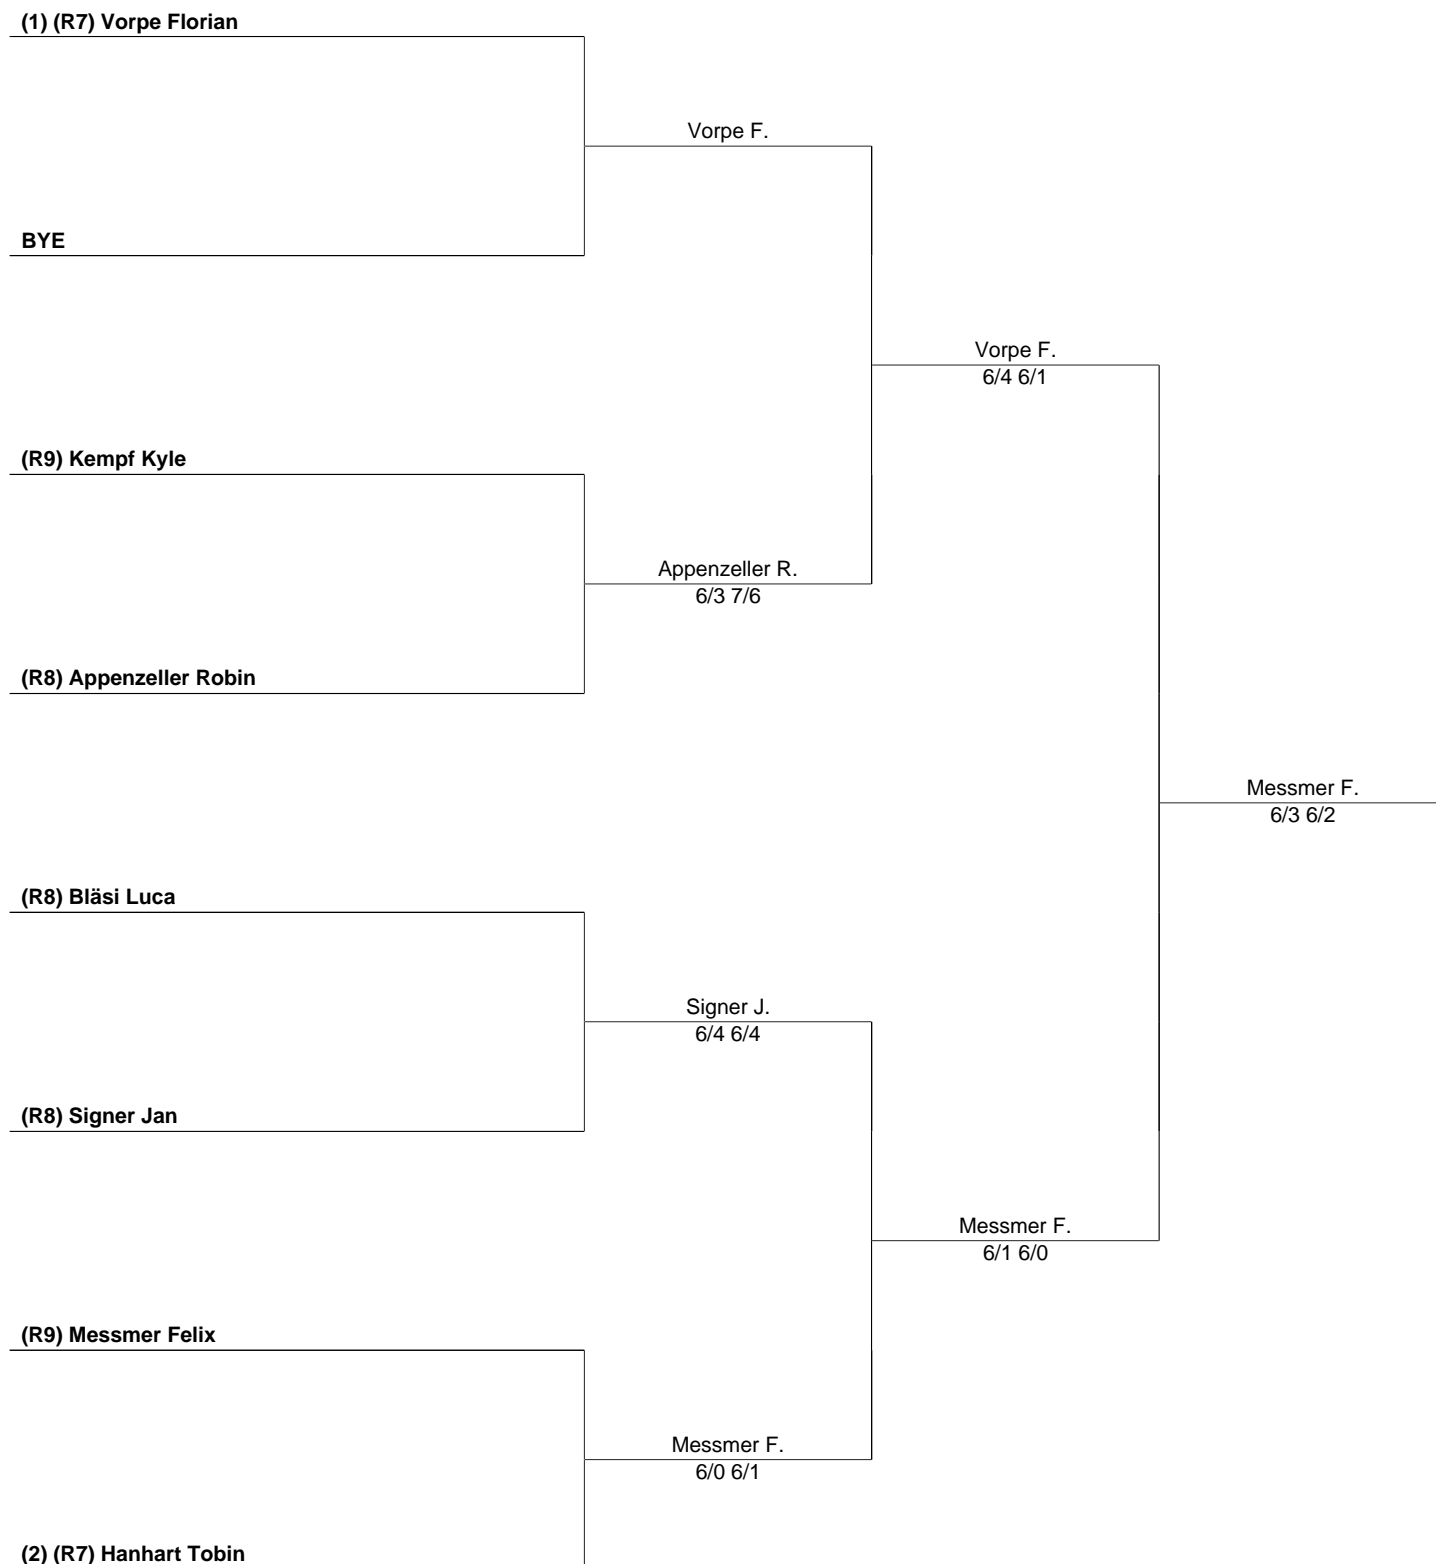 (1) (R7) Vorpe Florian
Vorpe F.
BYE
Vorpe F.
6/4 6/1
(R9) Kempf Kyle
Appenzeller R.
6/3 7/6
(R8) Appenzeller Robin
Messmer F.
6/3 6/2
(R8) Bläsi Luca
Signer J.
6/4 6/4
(R8) Signer Jan
Messmer F.
6/1 6/0
(R9) Messmer Felix
Messmer F.
6/0 6/1
(2) (R7) Hanhart Tobin